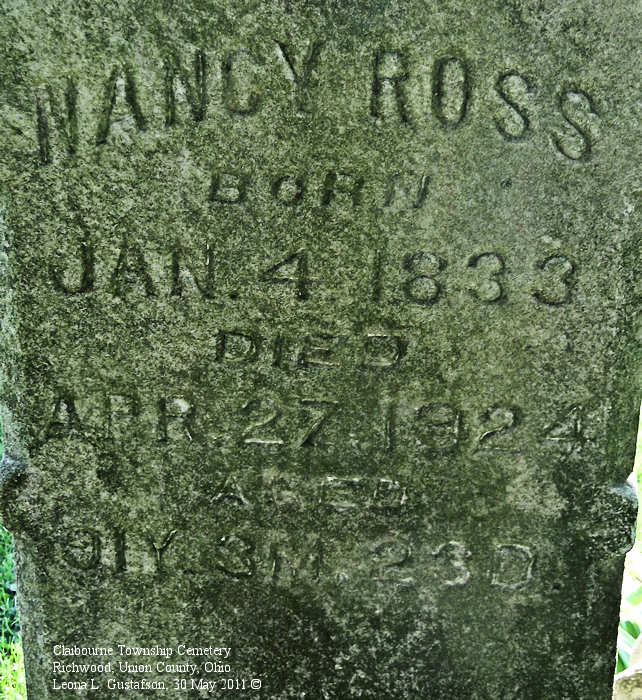 NANCY ROSS
BORN
JAN. 4 1833
DIED
APR. 27. 1924
AGED
91Y. 3M. 23D.
Claibourne Township Cemetery
Richwood, Union County, Ohio
Leona L. Gustafson, 30 May 2011 ©